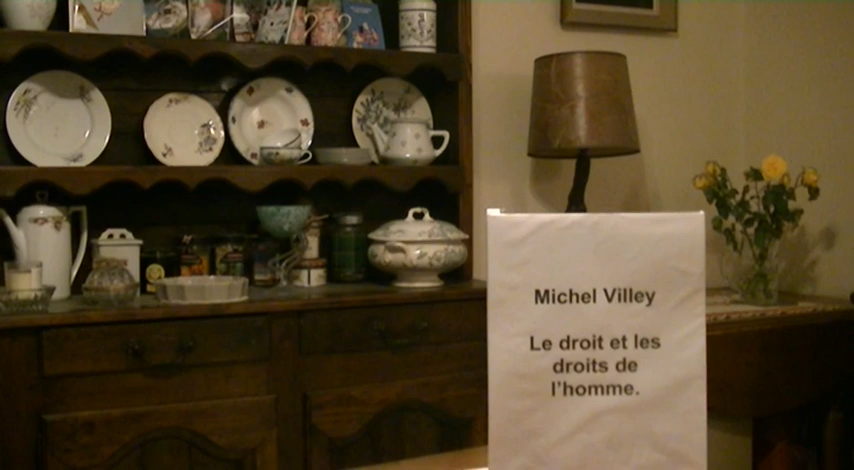 Michel Villey
Le droit et les
droits de
l'homme.